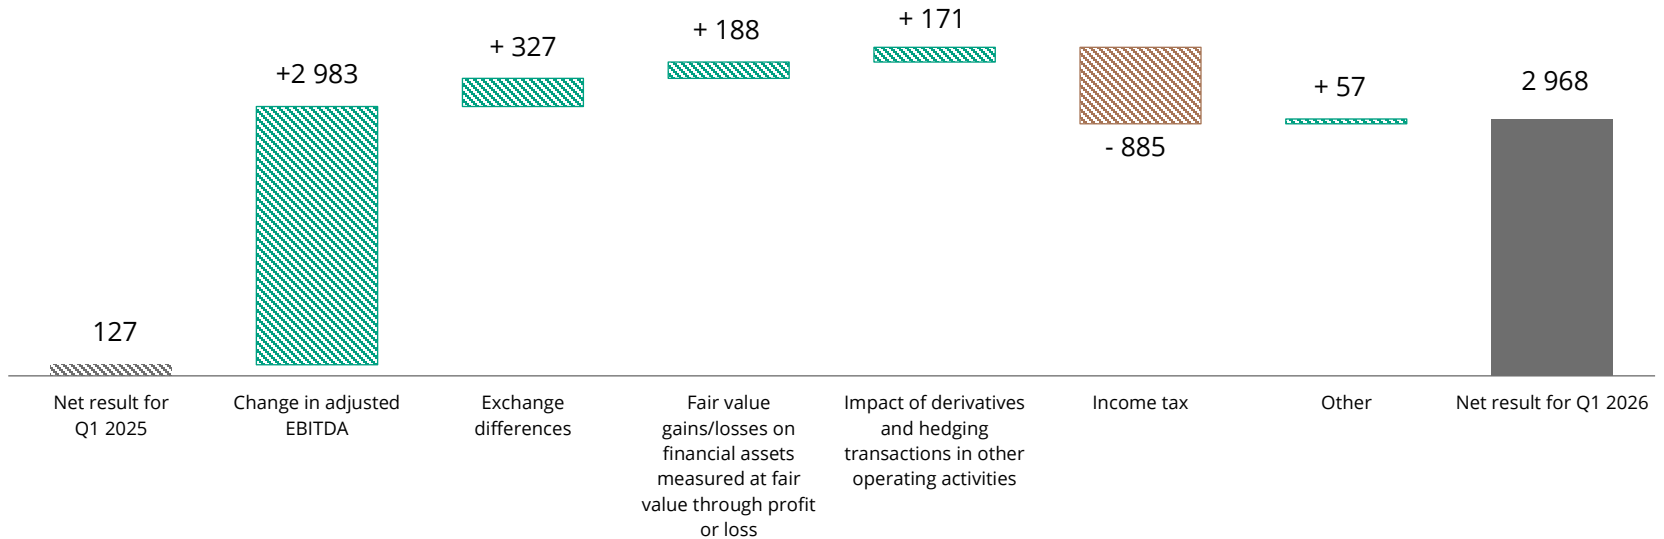 127
+2 983
+ 327
+ 188
+ 171
- 885
+ 57
2 968
Net result for
Q1 2025
Change in adjusted
EBITDA
Exchange
differences
Fair value
gains/losses on
financial assets
measured at fair
value through profit
or loss
Impact of derivatives
and hedging
transactions in other
operating activities
Income tax
Other
Net result for Q1 2026